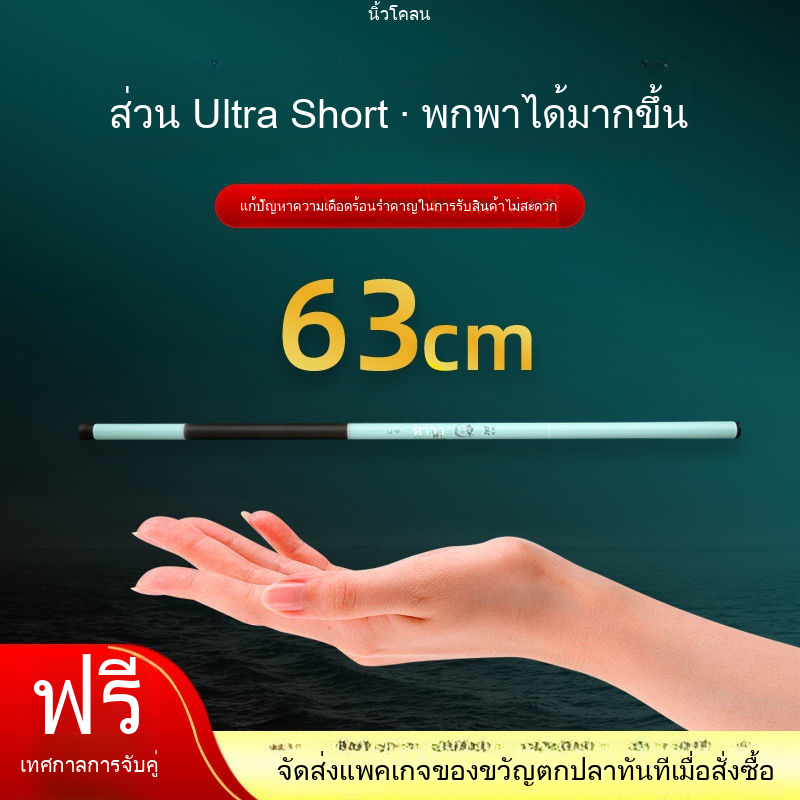 นิ้วโคลน
ส่วน Ultra Short · พกพาได้มากขึ้น
แก้ปัญหาความเดือดร้อนรำคาญในการรับสินค้าไม่สะดวก
63cm
ฟรี
เทศกาลการจับคู่
จัดส่งแพคเกจของขวัญตกปลาทันทีเมื่อสั่งซื้อ